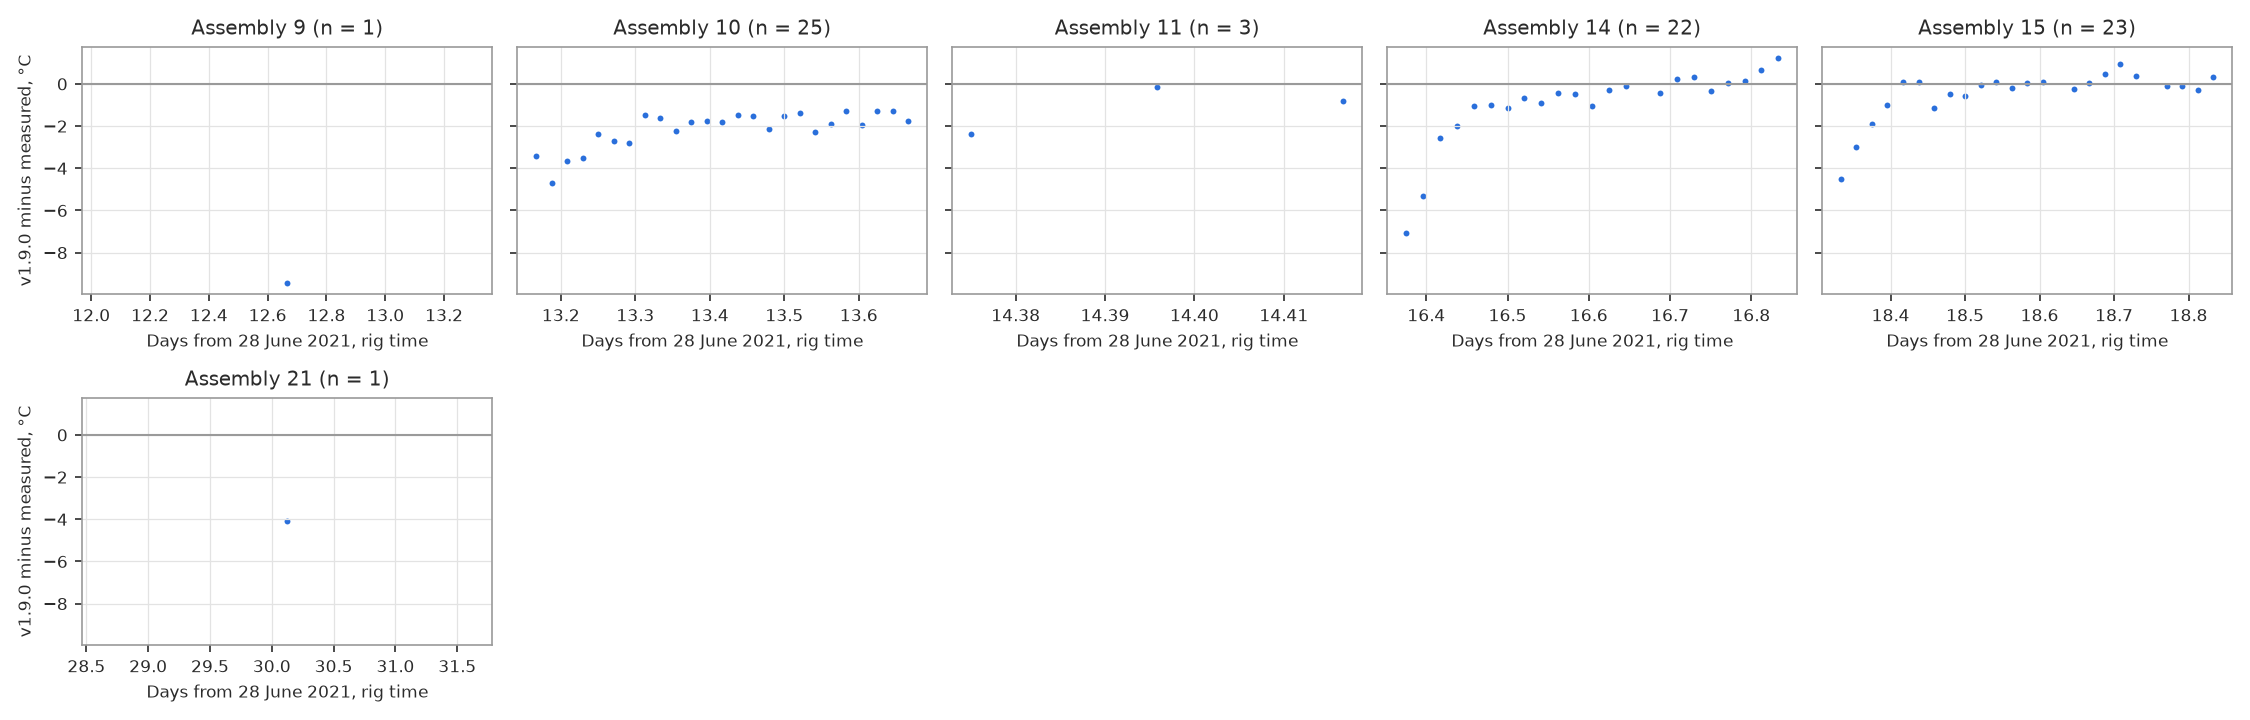 Assembly 9 (n = 1)
Assembly 10 (n = 25)
Assembly 11 (n = 3)
Assembly 14 (n = 22)
Assembly 15 (n = 23)
v1.9.0 minus measured, °C
0
−2
−4
−6
−8
12.0 12.2 12.4 12.6 12.8 13.0 13.2
13.2 13.3 13.4 13.5 13.6
14.38 14.39 14.40 14.41
16.4 16.5 16.6 16.7 16.8
18.4 18.5 18.6 18.7 18.8
Days from 28 June 2021, rig time
Days from 28 June 2021, rig time
Days from 28 June 2021, rig time
Days from 28 June 2021, rig time
Days from 28 June 2021, rig time
Assembly 21 (n = 1)
v1.9.0 minus measured, °C
0
−2
−4
−6
−8
28.5 29.0 29.5 30.0 30.5 31.0 31.5
Days from 28 June 2021, rig time